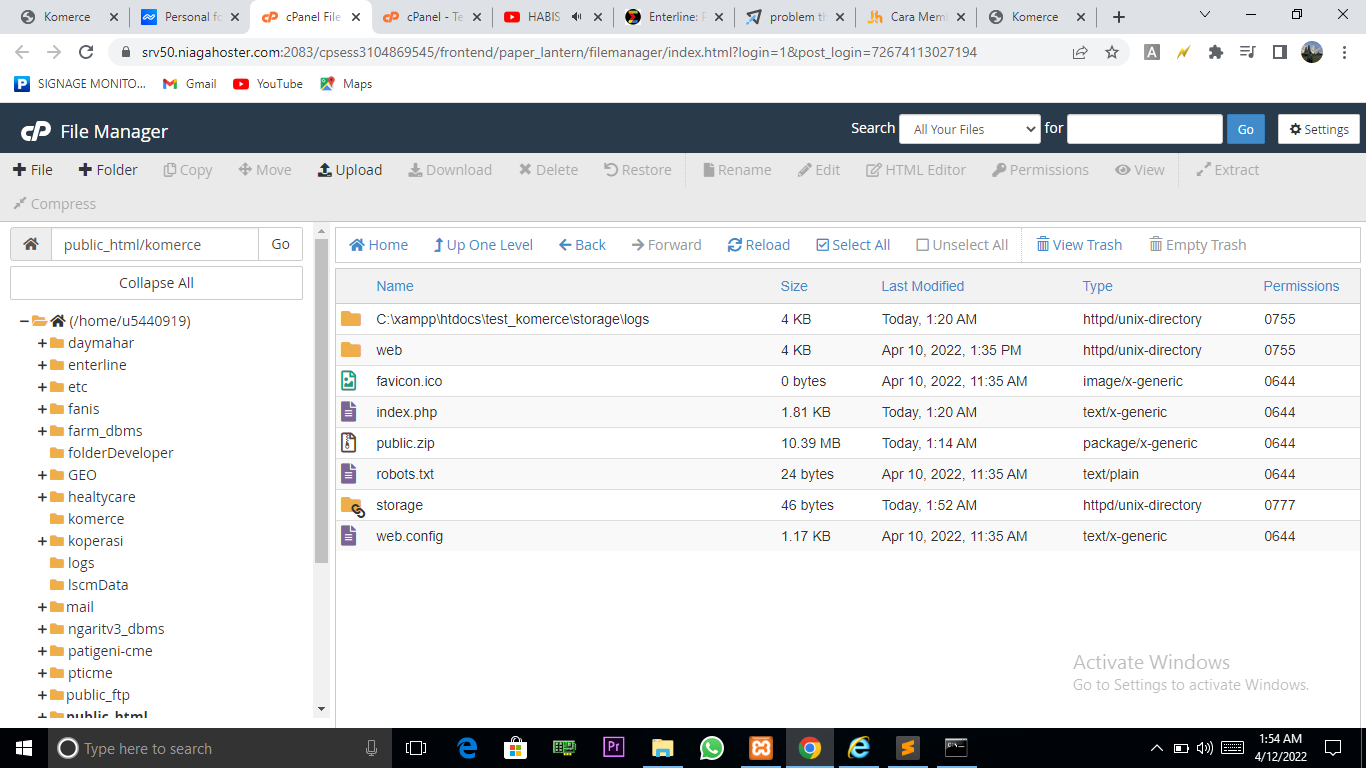 Komerce
Personal fo
cPanel File
cPanel - Te
HABIS
Enterline: P
problem th
Cara Mem
Komerce
srv50.niagahoster.com:2083/cpsess3104869545/frontend/paper_lantern/filemanager/index.html?login=1&post_login=72674113027194
SIGNAGE MONITO... Gmail YouTube Maps
cP File Manager
Search All Your Files for Go Settings
File Folder Copy Move Upload Download Delete Restore Rename Edit HTML Editor Permissions View Extract
Compress
public_html/komerce Go
Collapse All
(/home/u5440919)
daymahar
enterline
etc
fanis
farm_dbms
folderDeveloper
GEO
healtycare
komerce
koperasi
logs
lscmData
mail
ngaritv3_dbms
patigeni-cme
pticme
public_ftp
public_html
Home Up One Level Back Forward Reload Select All Unselect All View Trash Empty Trash
Name Size Last Modified Type Permissions
C:\xampp\htdocs\test_komerce\storage\logs 4 KB Today, 1:20 AM httpd/unix-directory 0755
web 4 KB Apr 10, 2022, 1:35 PM httpd/unix-directory 0755
favicon.ico 0 bytes Apr 10, 2022, 11:35 AM image/x-generic 0644
index.php 1.81 KB Today, 1:20 AM text/x-generic 0644
public.zip 10.39 MB Today, 1:14 AM package/x-generic 0644
robots.txt 24 bytes Apr 10, 2022, 11:35 AM text/plain 0644
storage 46 bytes Today, 1:52 AM httpd/unix-directory 0777
web.config 1.17 KB Apr 10, 2022, 11:35 AM text/x-generic 0644
Activate Windows
Go to Settings to activate Windows.
Type here to search
Pr
1:54 AM
4/12/2022